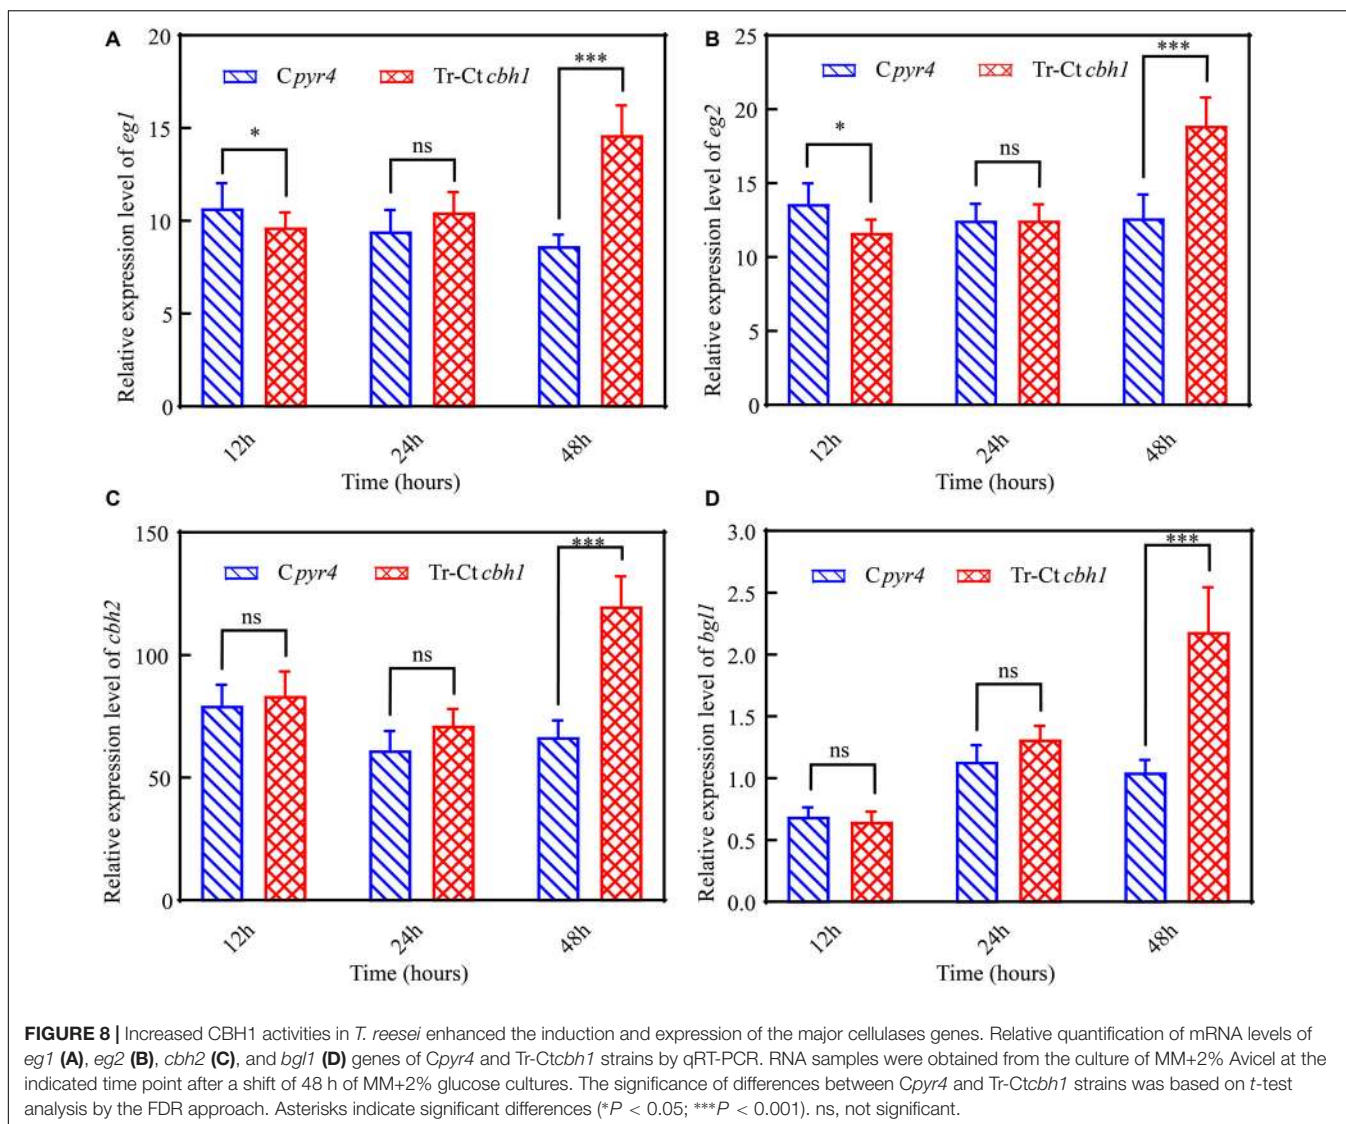 A
20
15
10
5
0
Relative expression level of eg1
Cpyr4
Tr-Ctcbh1
*
ns
***
12h
24h
48h
Time (hours)
B
25
20
15
10
5
0
Relative expression level of eg2
Cpyr4
Tr-Ctcbh1
*
ns
***
12h
24h
48h
Time (hours)
C
150
100
50
0
Relative expression level of cbh2
Cpyr4
Tr-Ctcbh1
ns
ns
***
12h
24h
48h
Time (hours)
D
3.0
2.5
2.0
1.5
1.0
0.5
0.0
Relative expression level of bgl1
Cpyr4
Tr-Ctcbh1
ns
ns
***
12h
24h
48h
Time (hours)
FIGURE 8 | Increased CBH1 activities in T. reesei enhanced the induction and expression of the major cellulases genes. Relative quantification of mRNA levels of
eg1 (A), eg2 (B), cbh2 (C), and bgl1 (D) genes of Cpyr4 and Tr-Ctcbh1 strains by qRT-PCR. RNA samples were obtained from the culture of MM+2% Avicel at the
indicated time point after a shift of 48 h of MM+2% glucose cultures. The significance of differences between Cpyr4 and Tr-Ctcbh1 strains was based on t-test
analysis by the FDR approach. Asterisks indicate significant differences (*P < 0.05; ***P < 0.001). ns, not significant.